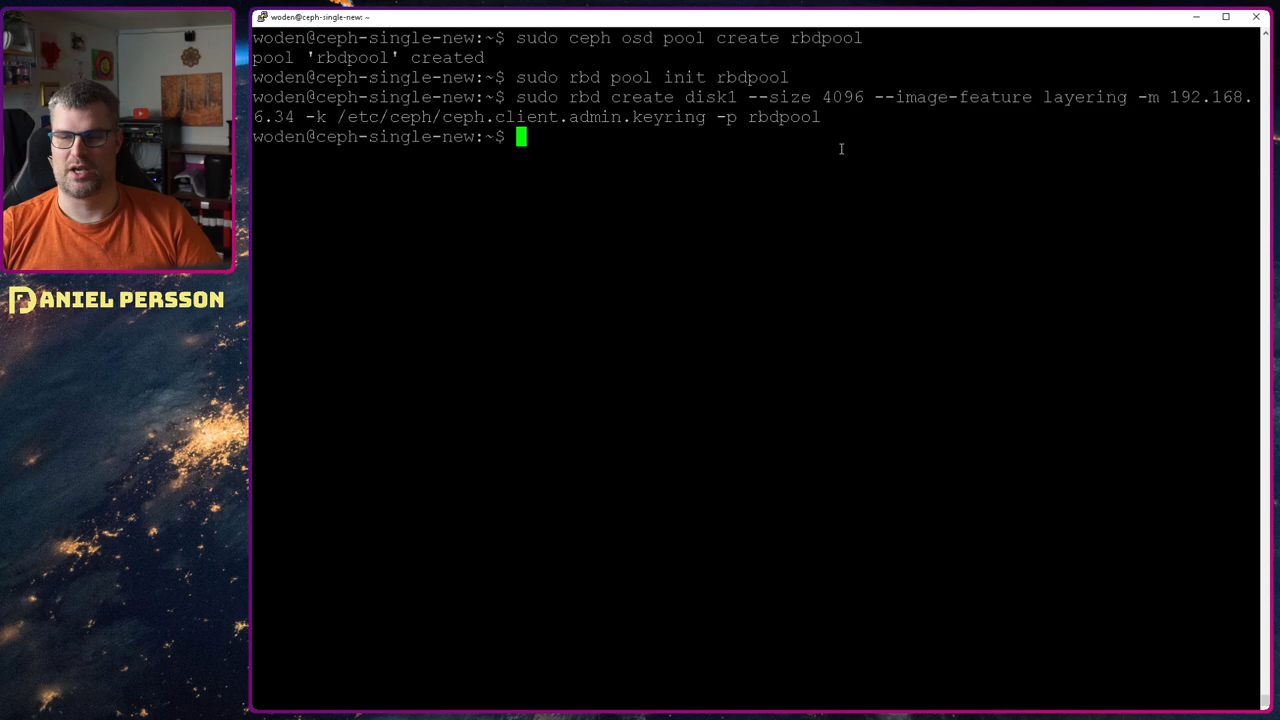 woden@ceph-single-new: ~
woden@ceph-single-new:~$ sudo ceph osd pool create rbdpool
pool 'rbdpool' created
woden@ceph-single-new:~$ sudo rbd pool init rbdpool
woden@ceph-single-new:~$ sudo rbd create disk1 --size 4096 --image-feature layering -m 192.168.
6.34 -k /etc/ceph/ceph.client.admin.keyring -p rbdpool
woden@ceph-single-new:~$
DANIEL PERSSON